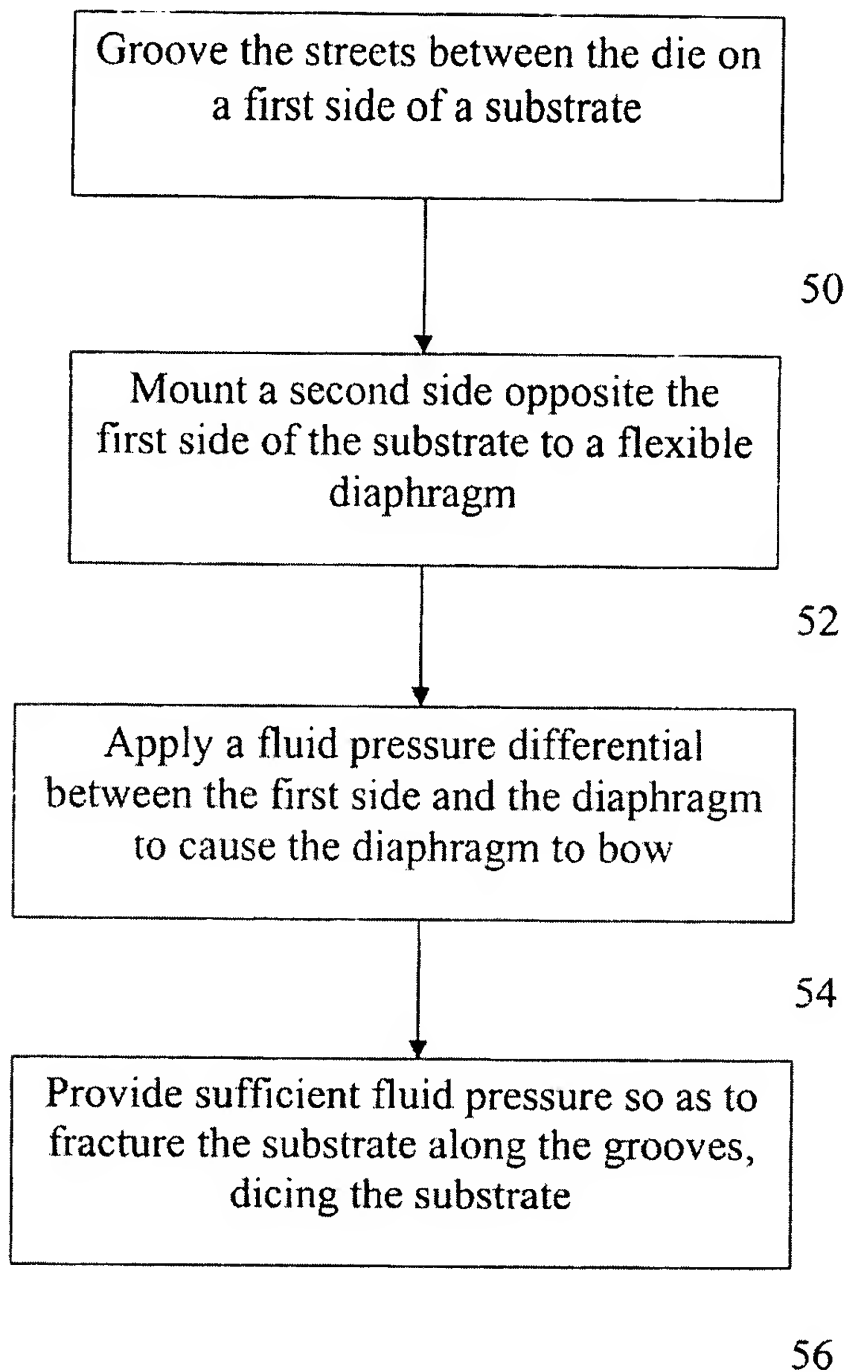 Groove the streets between the die on
a first side of a substrate
50
Mount a second side opposite the
first side of the substrate to a flexible
diaphragm
52
Apply a fluid pressure differential
between the first side and the diaphragm
to cause the diaphragm to bow
54
Provide sufficient fluid pressure so as to
fracture the substrate along the grooves,
dicing the substrate
56